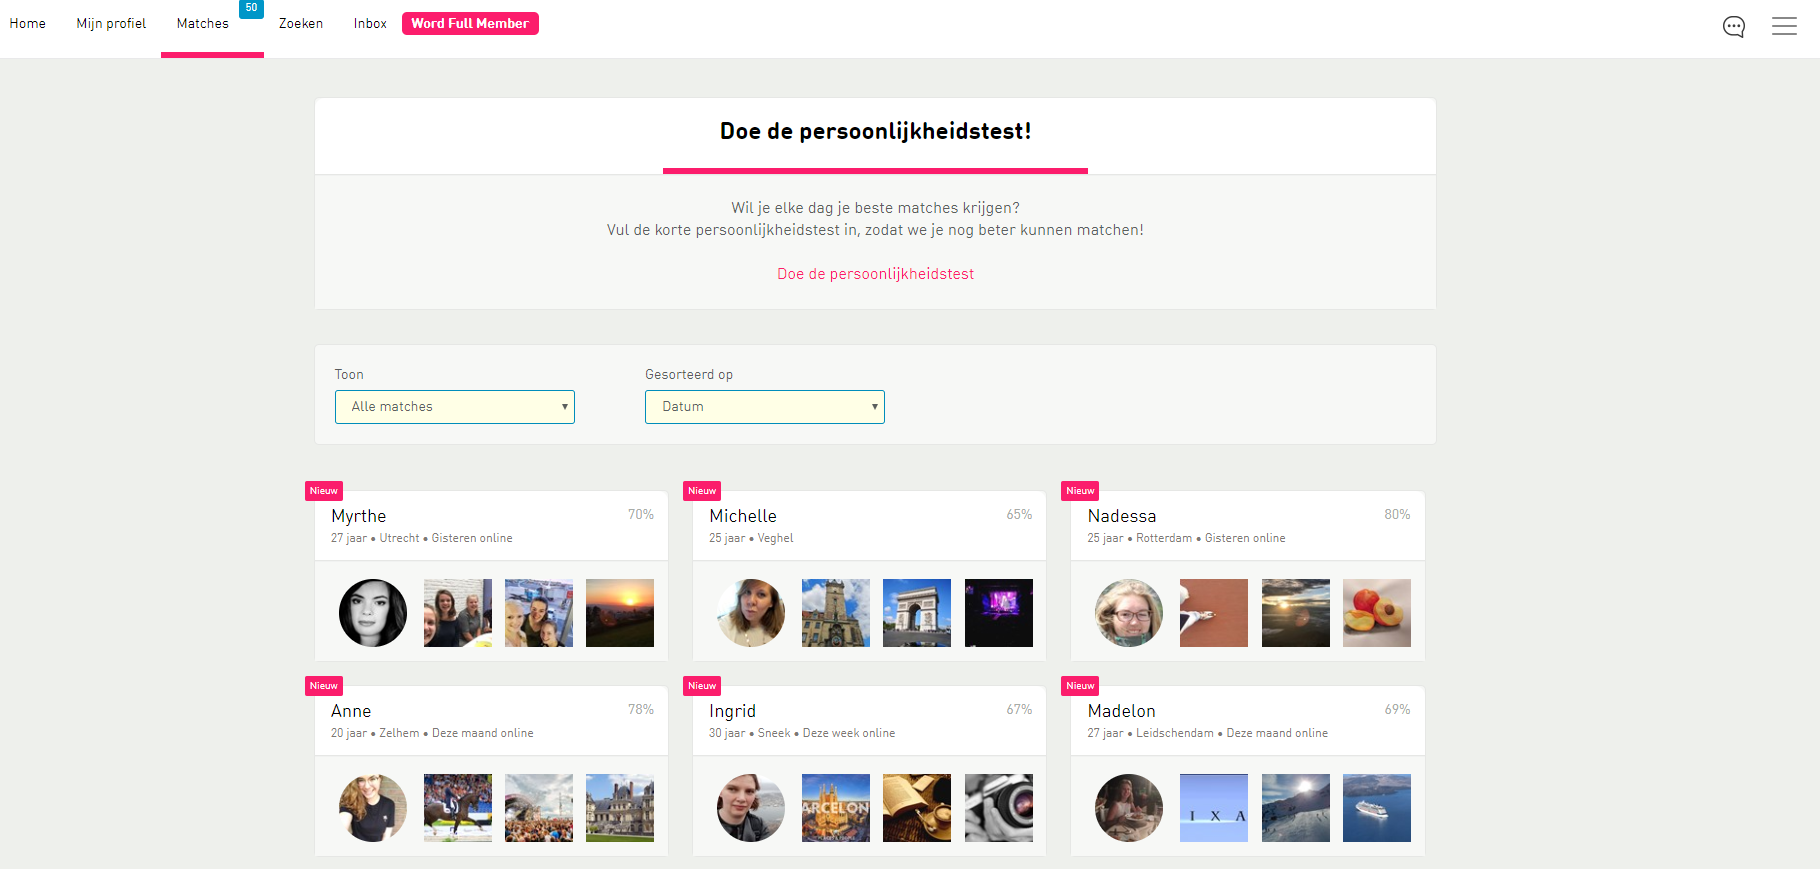 50
Home Mijn profiel Matches Zoeken Inbox Word Full Member
Doe de persoonlijkheidstest!
Wil je elke dag je beste matches krijgen?
Vul de korte persoonlijkheidstest in, zodat we je nog beter kunnen matchen!
Doe de persoonlijkheidstest
Toon Gesorteerd op
Alle matches Datum
Nieuw
Myrthe 70%
27 jaar • Utrecht • Gisteren online
Nieuw
Michelle 65%
25 jaar • Veghel
Nieuw
Nadessa 80%
25 jaar • Rotterdam • Gisteren online
Nieuw
Anne 78%
20 jaar • Zelhem • Deze maand online
Nieuw
Ingrid 67%
30 jaar • Sneek • Deze week online
ARCELON
Nieuw
Madelon 69%
27 jaar • Leidschendam • Deze maand online
I X A